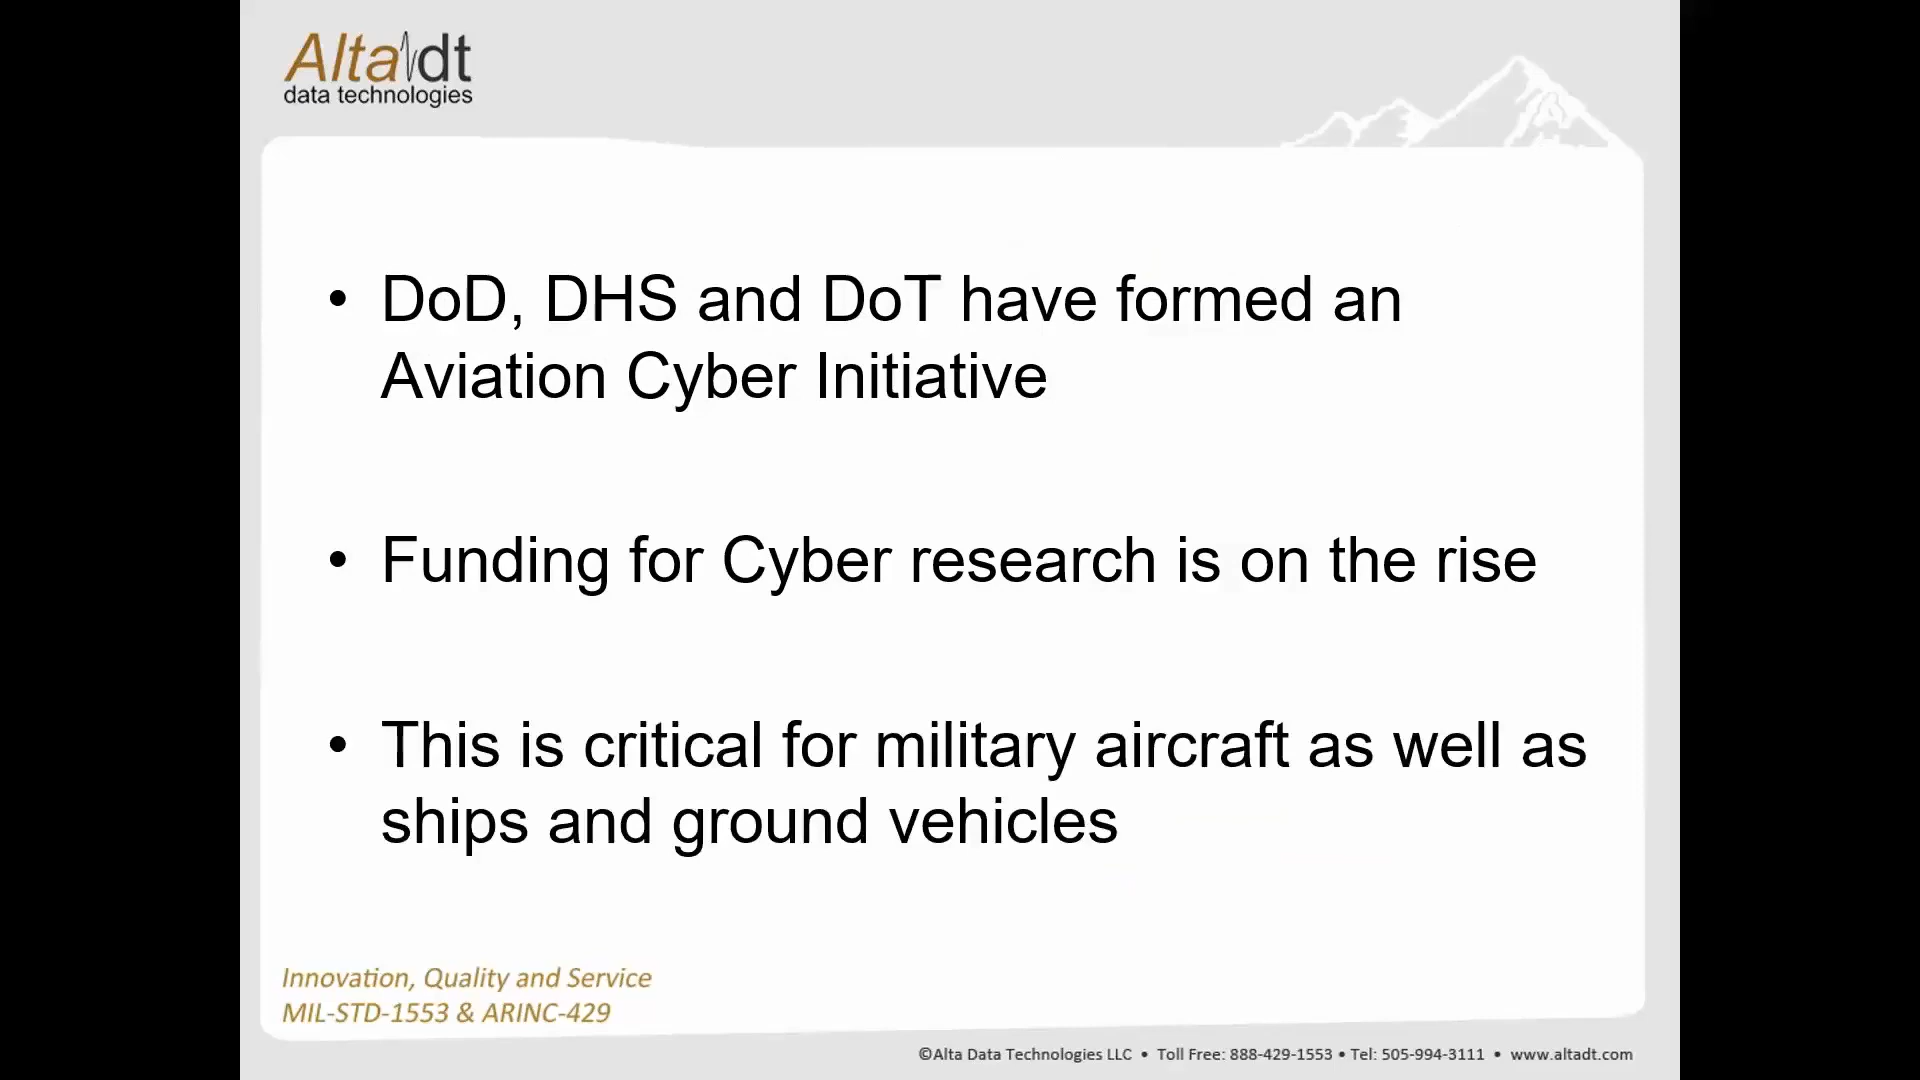 Alta dt
data technologies
• DoD, DHS and DoT have formed an
Aviation Cyber Initiative
• Funding for Cyber research is on the rise
• This is critical for military aircraft as well as
ships and ground vehicles
Innovation, Quality and Service
MIL-STD-1553 & ARINC-429
©Alta Data Technologies LLC • Toll Free: 888-429-1553 • Tel: 505-994-3111 • www.altadt.com